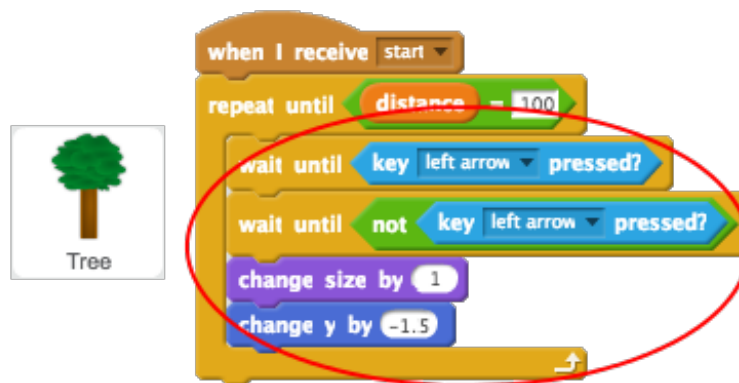 when I receive start
repeat until distance = 100
wait until key left arrow pressed?
wait until not key left arrow pressed?
change size by 1
change y by -1.5
Tree